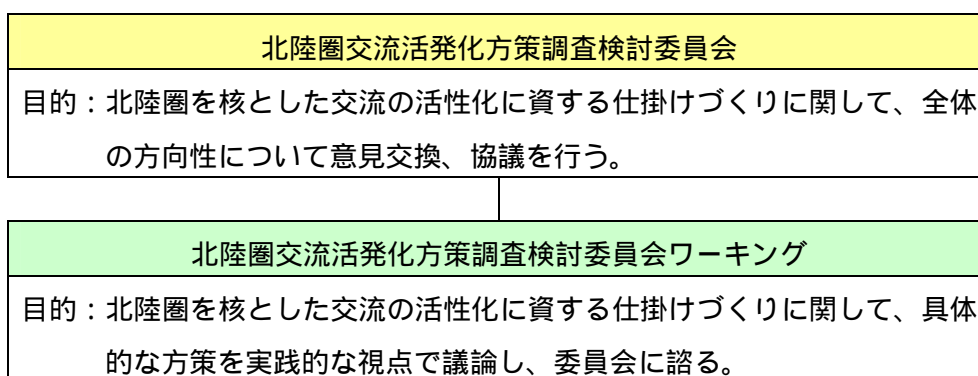 北陸圏交流活発化方策調査検討委員会
目的：北陸圏を核とした交流の活性化に資する仕掛けづくりに関して、全体
の方向性について意見交換、協議を行う。
北陸圏交流活発化方策調査検討委員会ワーキング
目的：北陸圏を核とした交流の活性化に資する仕掛けづくりに関して、具体
的な方策を実践的な視点で議論し、委員会に諮る。